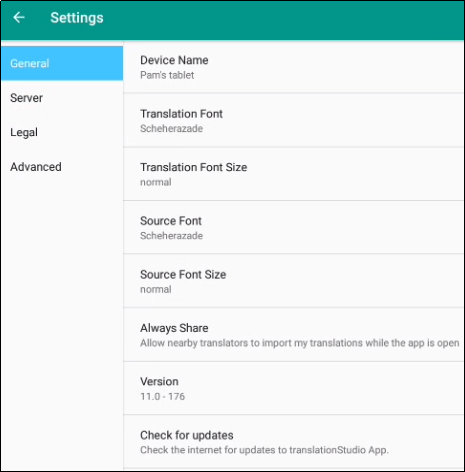 Settings
General
Server
Legal
Advanced
Device Name
Pam's tablet
Translation Font
Scheherazade
Translation Font Size
normal
Source Font
Scheherazade
Source Font Size
normal
Always Share
Allow nearby translators to import my translations while the app is open
Version
11.0 - 176
Check for updates
Check the internet for updates to translationStudio App.